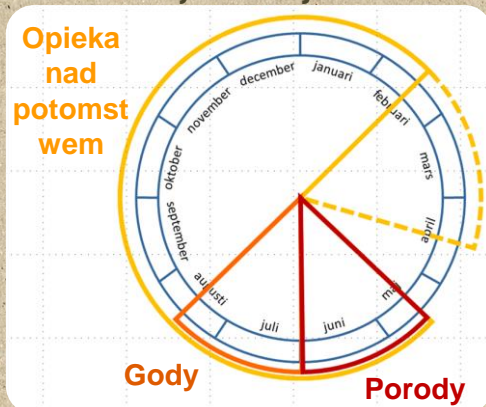 Opieka
nad
potomst
wem
januari
februari
mars
april
maj
juni
juli
augusti
september
oktober
november
december
Gody
Porody